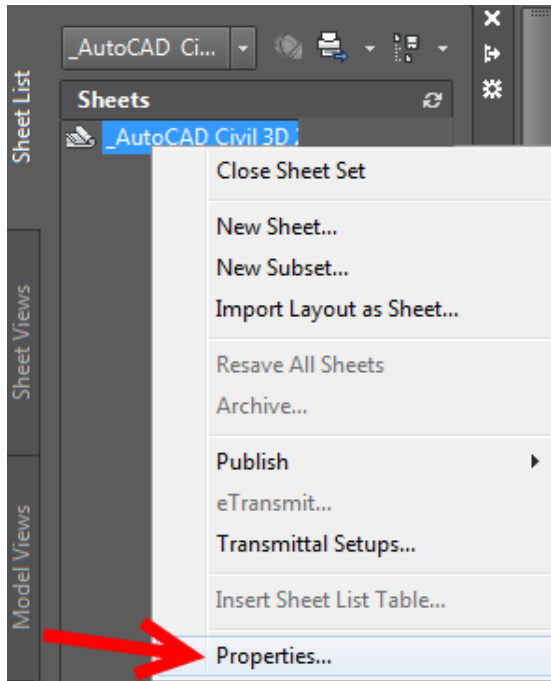 _AutoCAD Ci...
Sheets
_AutoCAD Civil 3D
Close Sheet Set
New Sheet...
New Subset...
Import Layout as Sheet...
Resave All Sheets
Archive...
Publish
eTransmit...
Transmittal Setups...
Insert Sheet List Table...
Properties...
Sheet List
Sheet Views
Model Views